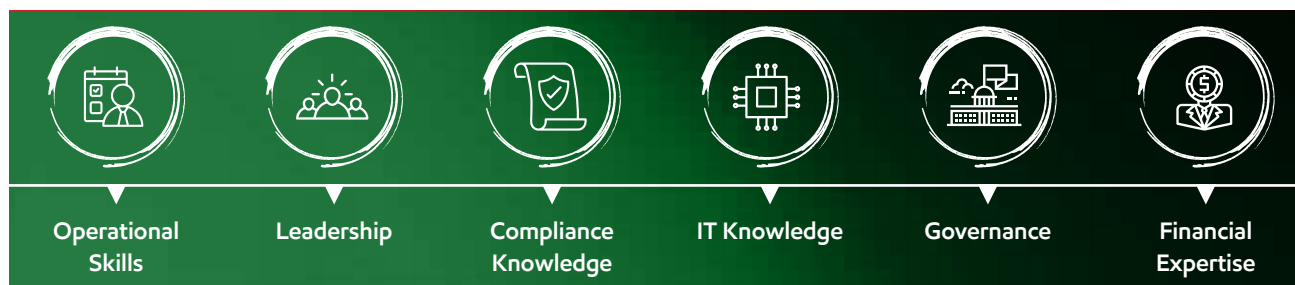 Operational
Skills
Leadership
Compliance
Knowledge
IT Knowledge
Governance
Financial
Expertise